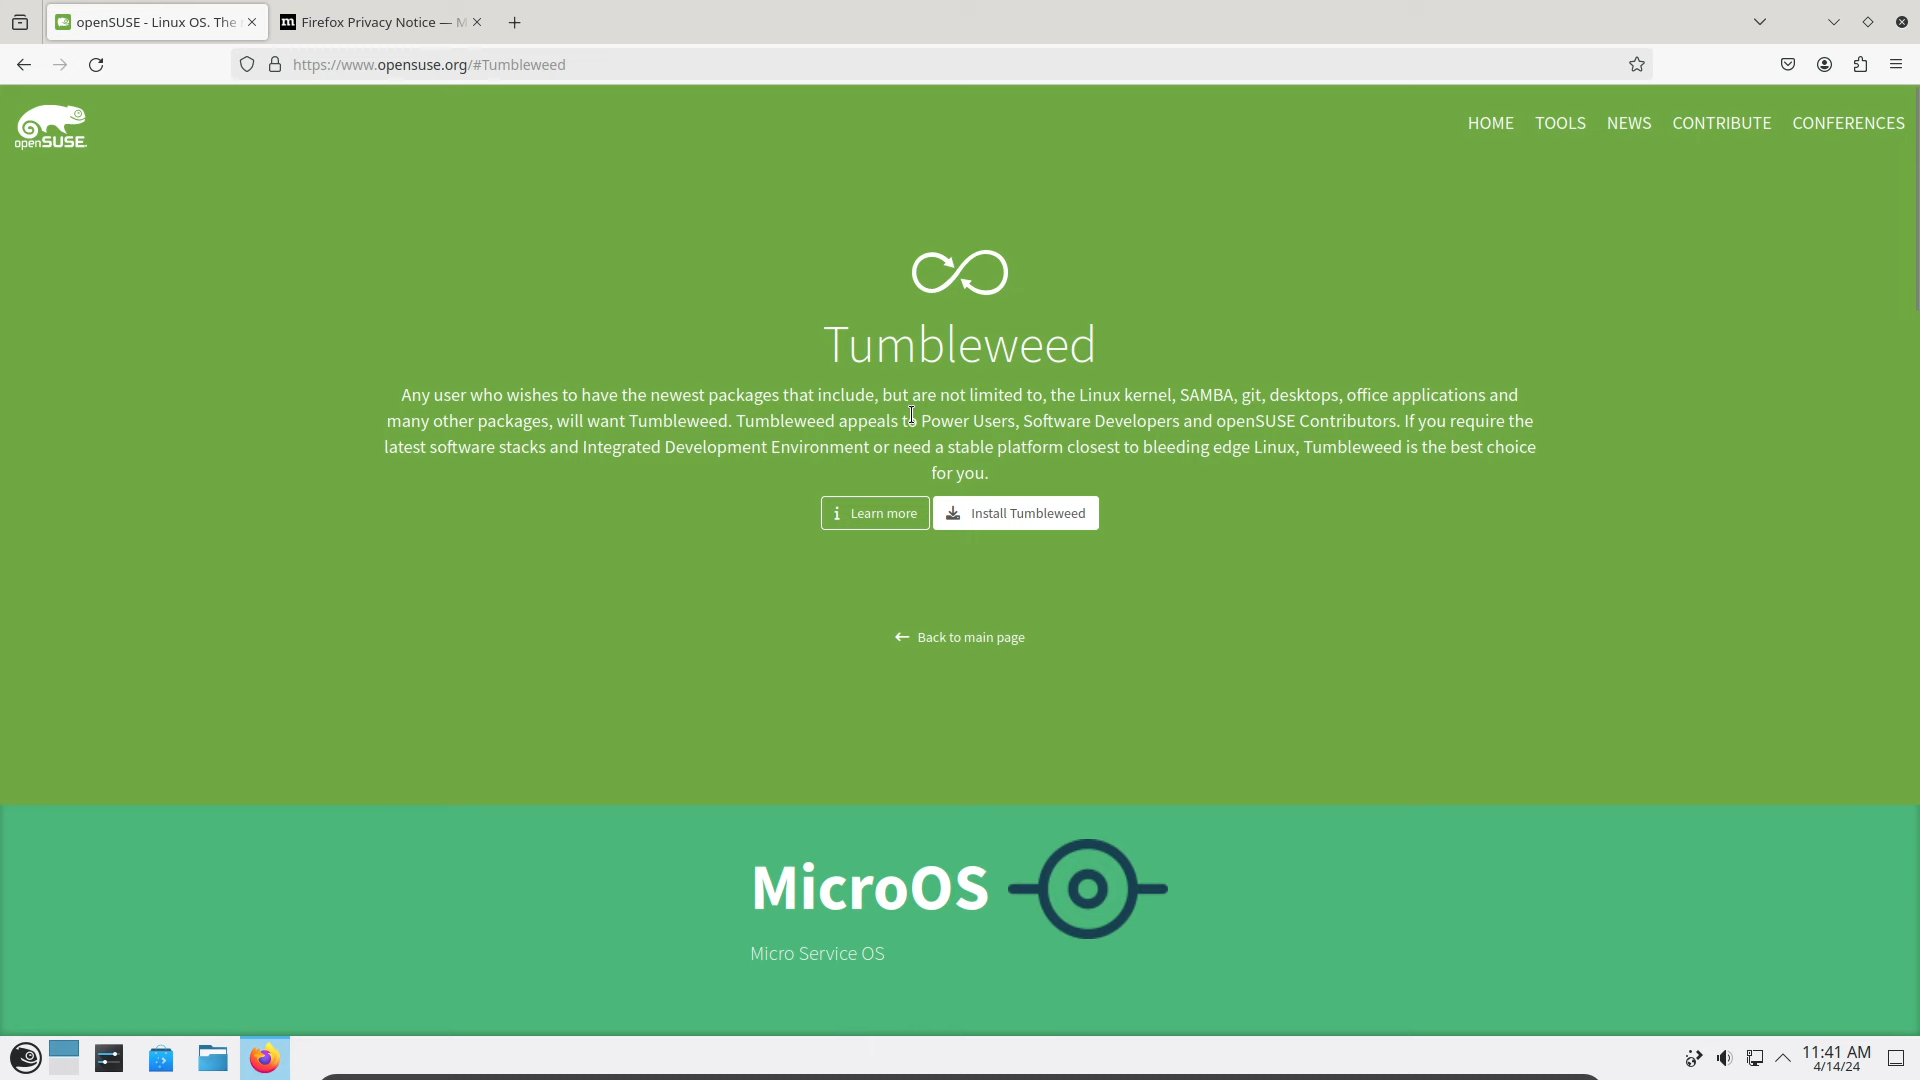 openSUSE - Linux OS. The
Firefox Privacy Notice — M
https://www.opensuse.org/#Tumbleweed
openSUSE
HOME TOOLS NEWS CONTRIBUTE CONFERENCES
Tumbleweed
Any user who wishes to have the newest packages that include, but are not limited to, the Linux kernel, SAMBA, git, desktops, office applications and
many other packages, will want Tumbleweed. Tumbleweed appeals to Power Users, Software Developers and openSUSE Contributors. If you require the
latest software stacks and Integrated Development Environment or need a stable platform closest to bleeding edge Linux, Tumbleweed is the best choice
for you.
Learn more Install Tumbleweed
Back to main page
MicroOS
Micro Service OS
11:41 AM
4/14/24